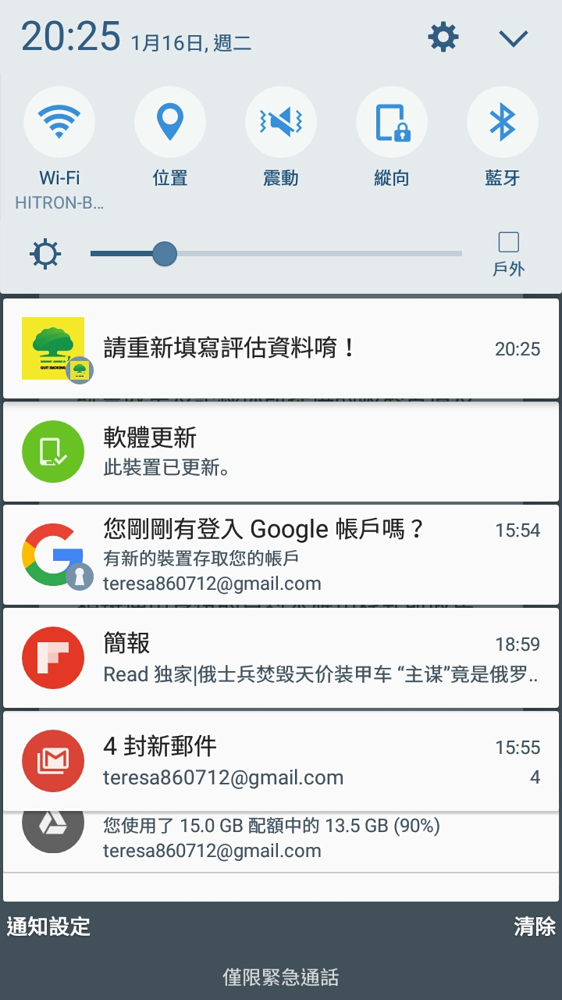 20:25 1月16日, 週二
Wi-Fi 位置 震動 縱向 藍牙
HITRON-B...
戶外
QUIT SMOKING
請重新填寫評估資料唷！ 20:25
軟體更新
此裝置已更新。
您剛剛有登入 Google 帳戶嗎？ 15:54
有新的裝置存取您的帳戶
teresa860712@gmail.com
簡報 18:59
Read 独家|俄士兵焚毁天价装甲车 “主谋”竟是俄罗..
4 封新郵件 15:55
teresa860712@gmail.com 4
您使用了 15.0 GB 配額中的 13.5 GB (90%)
teresa860712@gmail.com
通知設定 清除
僅限緊急通話